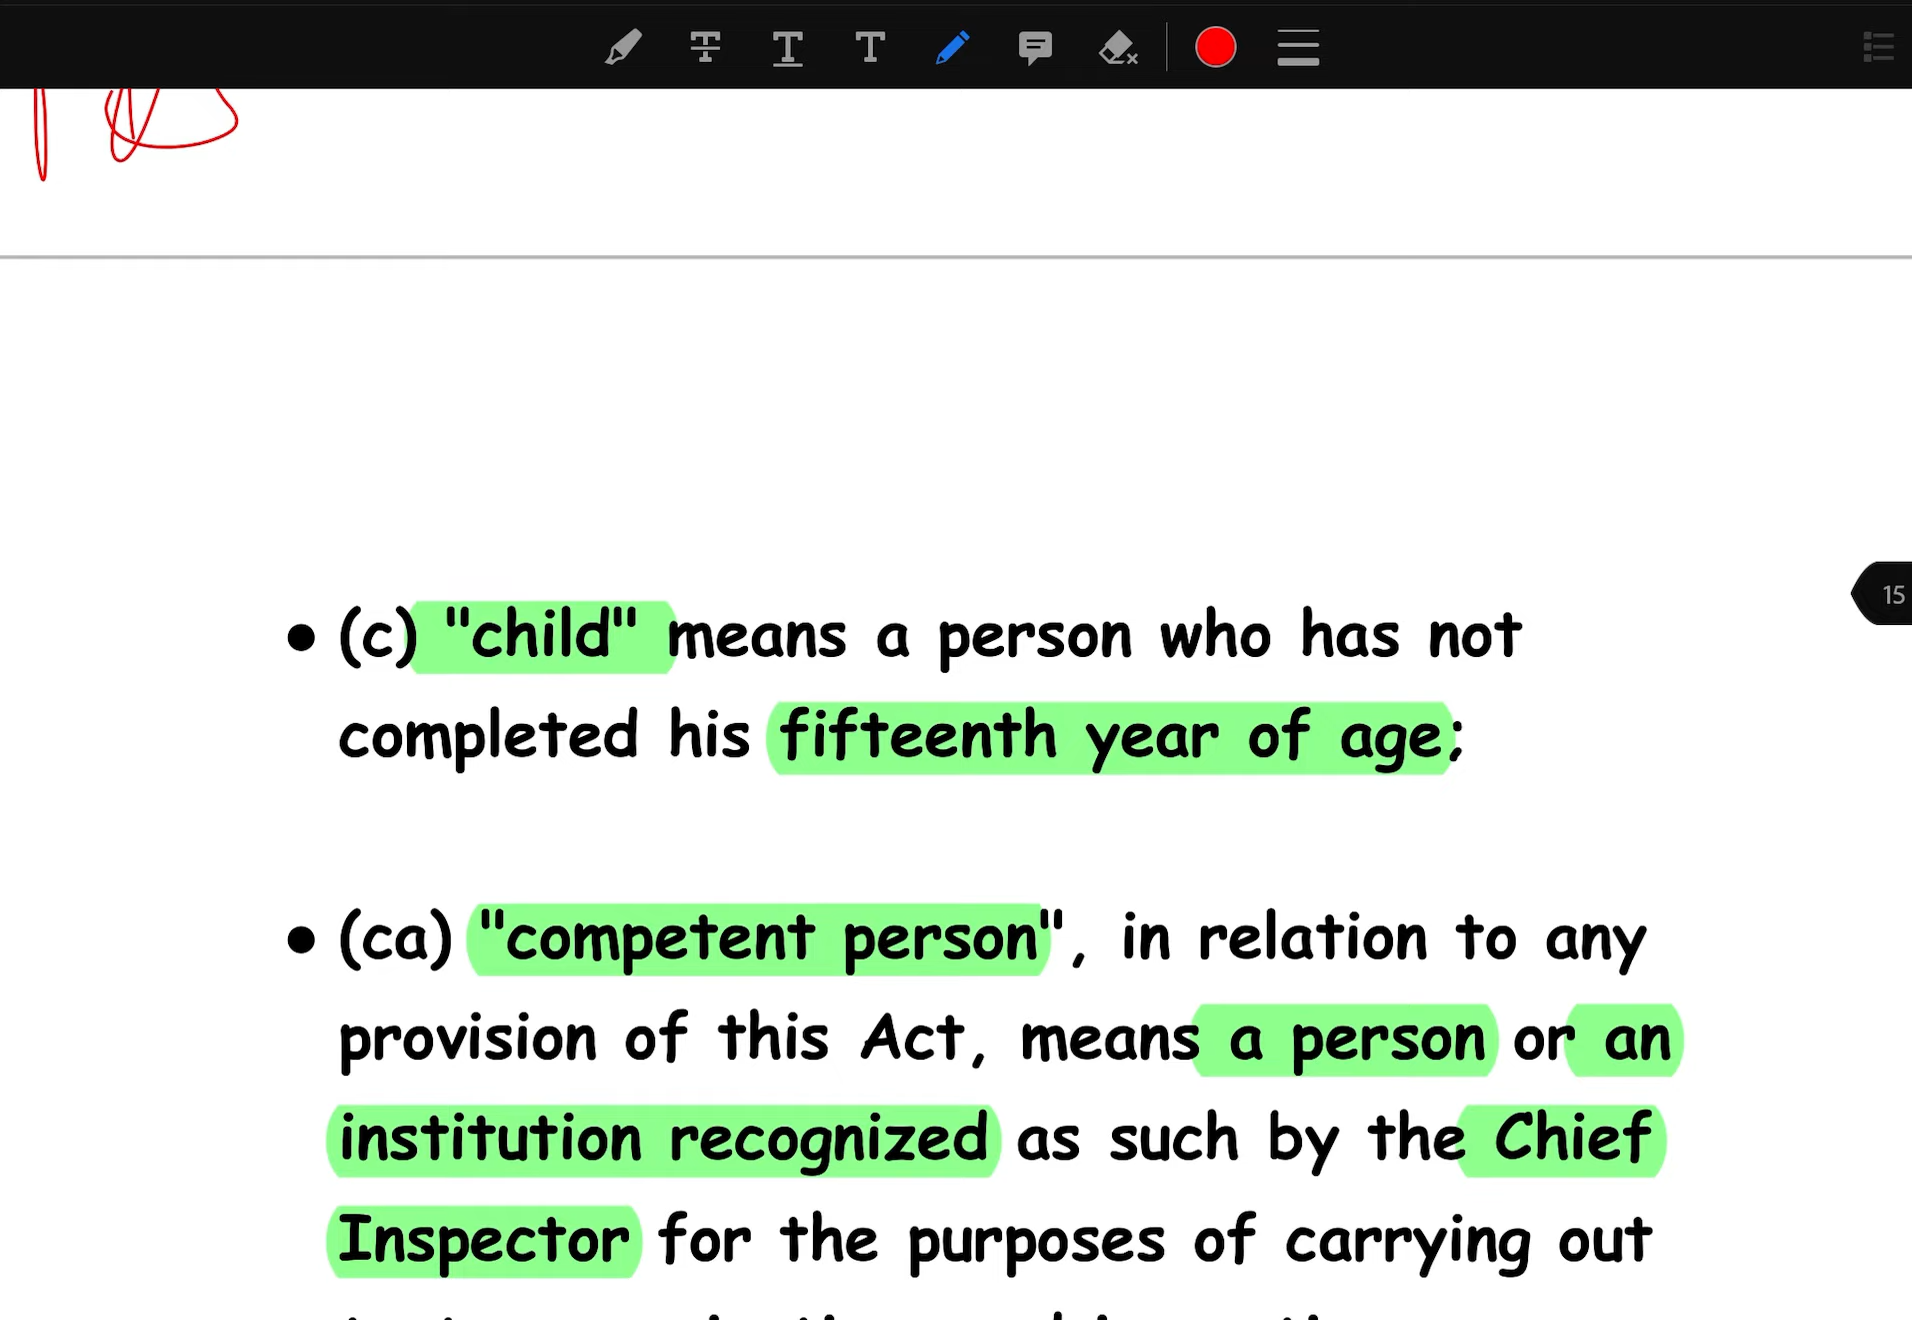 15
• (c) "child" means a person who has not
completed his fifteenth year of age;
• (ca) "competent person", in relation to any
provision of this Act, means a person or an
institution recognized as such by the Chief
Inspector for the purposes of carrying out